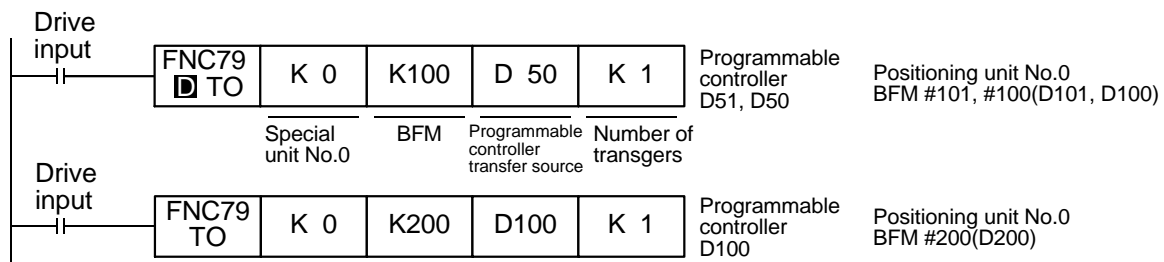 Drive
input
FNC79
D TO
K 0
K100
D 50
K 1
Programmable
controller
D51, D50
Positioning unit No.0
BFM #101, #100(D101, D100)
Special
unit No.0
BFM
Programmable
controller
transfer source
Number of
transgers
Drive
input
FNC79
TO
K 0
K200
D100
K 1
Programmable
controller
D100
Positioning unit No.0
BFM #200(D200)